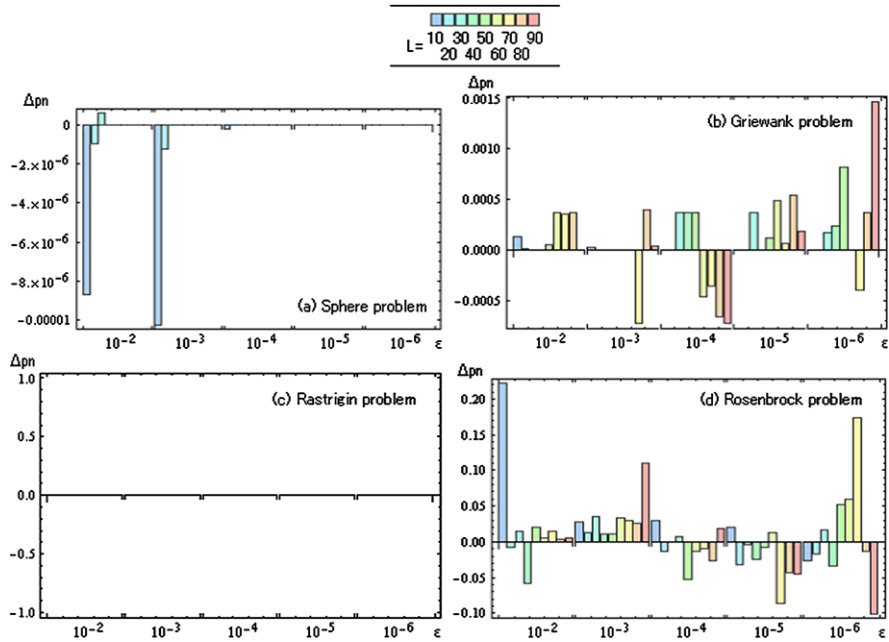 10 30 50 70 90
L=
20 40 60 80
Δpn
0
-2.×10⁻⁶
-4.×10⁻⁶
-6.×10⁻⁶
-8.×10⁻⁶
-0.00001
(a) Sphere problem
10⁻² 10⁻³ 10⁻⁴ 10⁻⁵ 10⁻⁶ ε
Δpn
0.0015
0.0010
0.0005
0.0000
-0.0005
(b) Griewank problem
10⁻² 10⁻³ 10⁻⁴ 10⁻⁵ 10⁻⁶ ε
Δpn
1.0
0.5
0.0
-0.5
-1.0
(c) Rastrigin problem
10⁻² 10⁻³ 10⁻⁴ 10⁻⁵ 10⁻⁶ ε
Δpn
0.20
0.15
0.10
0.05
0.00
-0.05
-0.10
(d) Rosenbrock problem
10⁻² 10⁻³ 10⁻⁴ 10⁻⁵ 10⁻⁶ ε